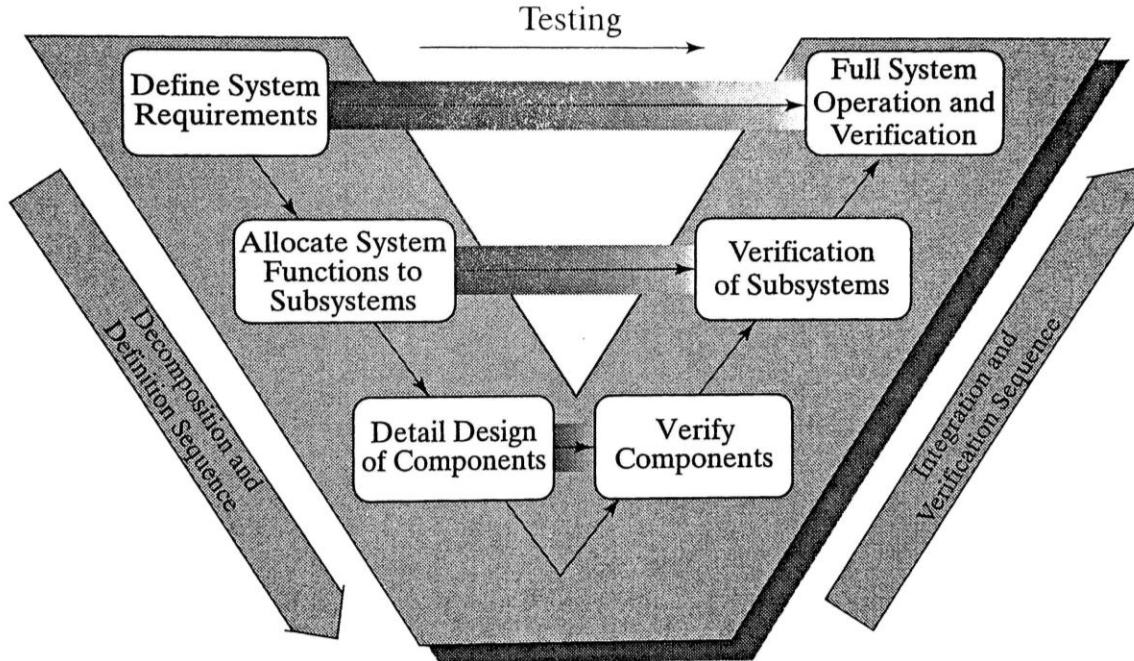 Testing
Define System
Requirements
Full System
Operation and
Verification
Allocate System
Functions to
Subsystems
Verification
of Subsystems
Detail Design
of Components
Verify
Components
Decomposition and
Definition Sequence
Integration and
Verification Sequence